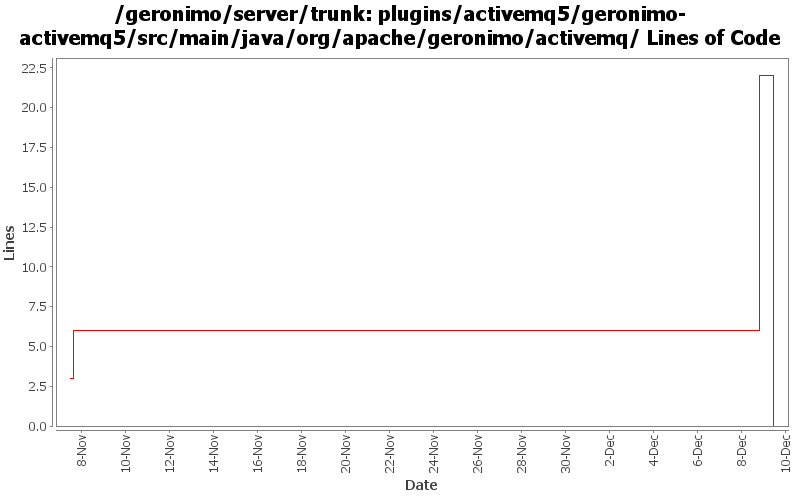 /geronimo/server/trunk: plugins/activemq5/geronimo-
activemq5/src/main/java/org/apache/geronimo/activemq/ Lines of Code
22.5
20.0
17.5
15.0
12.5
10.0
7.5
5.0
2.5
0.0
Lines
8-Nov
10-Nov
12-Nov
14-Nov
16-Nov
18-Nov
20-Nov
22-Nov
24-Nov
26-Nov
28-Nov
30-Nov
2-Dec
4-Dec
6-Dec
8-Dec
10-Dec
Date